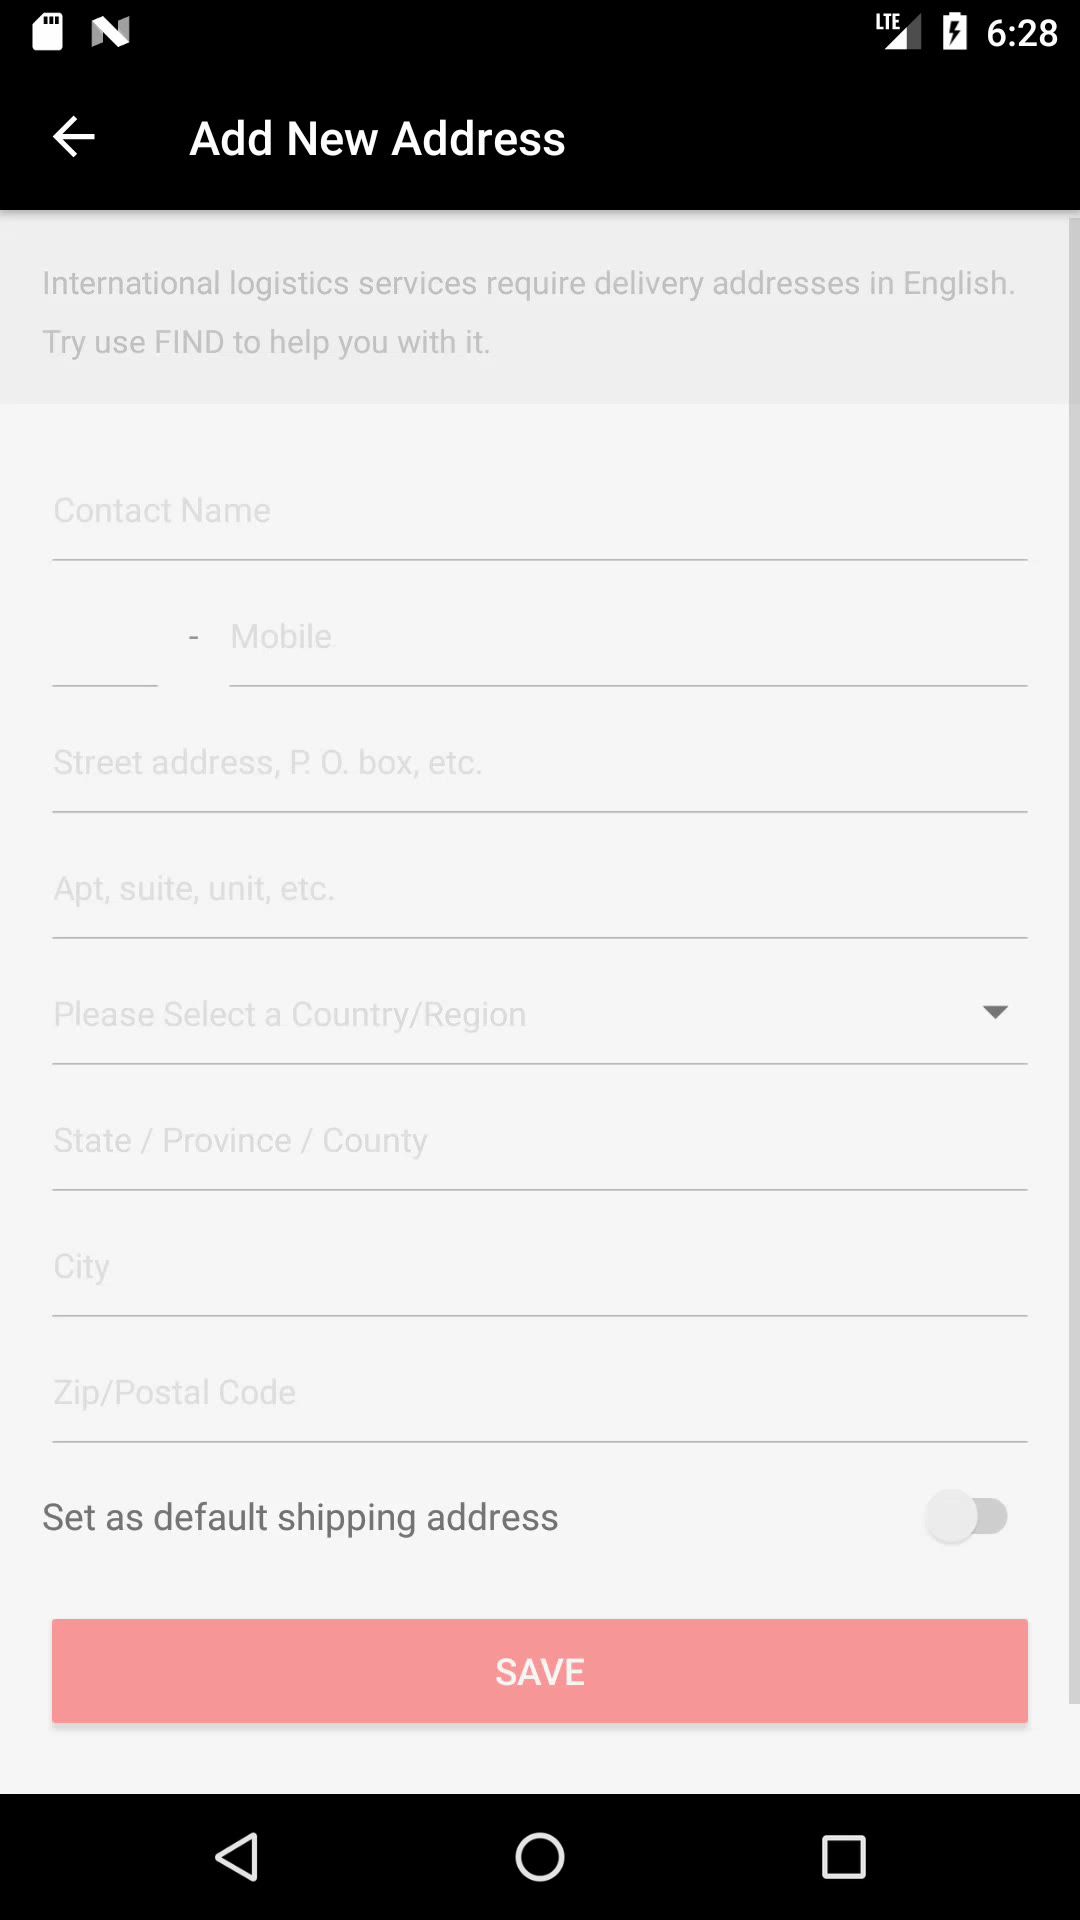 LTE 6:28
Add New Address
International logistics services require delivery addresses in English.
Try use FIND to help you with it.
Contact Name
- Mobile
Street address, P. O. box, etc.
Apt, suite, unit, etc.
Please Select a Country/Region
State / Province / County
City
Zip/Postal Code
Set as default shipping address
SAVE